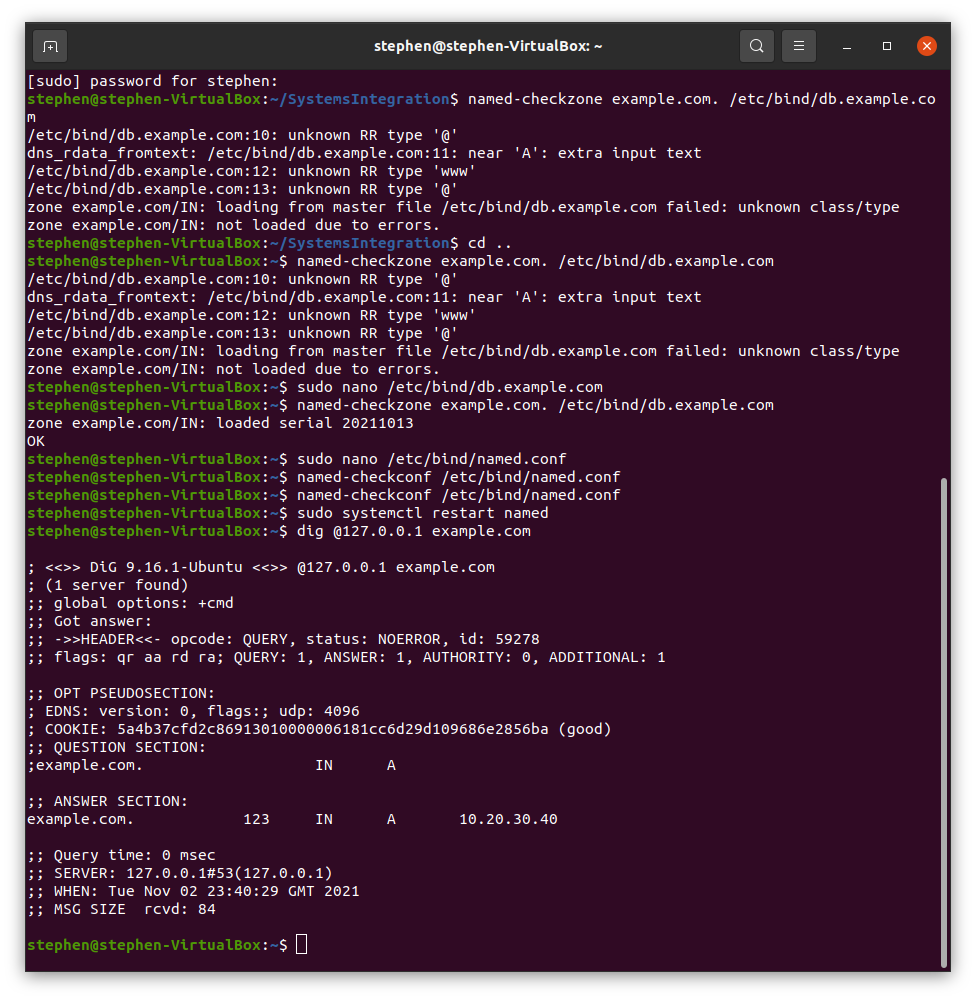 stephen@stephen-VirtualBox: ~
[sudo] password for stephen:
stephen@stephen-VirtualBox:~/SystemsIntegration$ named-checkzone example.com. /etc/bind/db.example.co
m
/etc/bind/db.example.com:10: unknown RR type '@'
dns_rdata_fromtext: /etc/bind/db.example.com:11: near 'A': extra input text
/etc/bind/db.example.com:12: unknown RR type 'www'
/etc/bind/db.example.com:13: unknown RR type '@'
zone example.com/IN: loading from master file /etc/bind/db.example.com failed: unknown class/type
zone example.com/IN: not loaded due to errors.
stephen@stephen-VirtualBox:~/SystemsIntegration$ cd ..
stephen@stephen-VirtualBox:~$ named-checkzone example.com. /etc/bind/db.example.com
/etc/bind/db.example.com:10: unknown RR type '@'
dns_rdata_fromtext: /etc/bind/db.example.com:11: near 'A': extra input text
/etc/bind/db.example.com:12: unknown RR type 'www'
/etc/bind/db.example.com:13: unknown RR type '@'
zone example.com/IN: loading from master file /etc/bind/db.example.com failed: unknown class/type
zone example.com/IN: not loaded due to errors.
stephen@stephen-VirtualBox:~$ sudo nano /etc/bind/db.example.com
stephen@stephen-VirtualBox:~$ named-checkzone example.com. /etc/bind/db.example.com
zone example.com/IN: loaded serial 20211013
OK
stephen@stephen-VirtualBox:~$ sudo nano /etc/bind/named.conf
stephen@stephen-VirtualBox:~$ named-checkconf /etc/bind/named.conf
stephen@stephen-VirtualBox:~$ named-checkconf /etc/bind/named.conf
stephen@stephen-VirtualBox:~$ sudo systemctl restart named
stephen@stephen-VirtualBox:~$ dig @127.0.0.1 example.com

; <<>> DiG 9.16.1-Ubuntu <<>> @127.0.0.1 example.com
; (1 server found)
;; global options: +cmd
;; Got answer:
;; ->>HEADER<<- opcode: QUERY, status: NOERROR, id: 59278
;; flags: qr aa rd ra; QUERY: 1, ANSWER: 1, AUTHORITY: 0, ADDITIONAL: 1

;; OPT PSEUDOSECTION:
; EDNS: version: 0, flags:; udp: 4096
; COOKIE: 5a4b37cfd2c86913010000006181cc6d29d109686e2856ba (good)
;; QUESTION SECTION:
;example.com.                   IN      A

;; ANSWER SECTION:
example.com.            123     IN      A       10.20.30.40

;; Query time: 0 msec
;; SERVER: 127.0.0.1#53(127.0.0.1)
;; WHEN: Tue Nov 02 23:40:29 GMT 2021
;; MSG SIZE  rcvd: 84

stephen@stephen-VirtualBox:~$